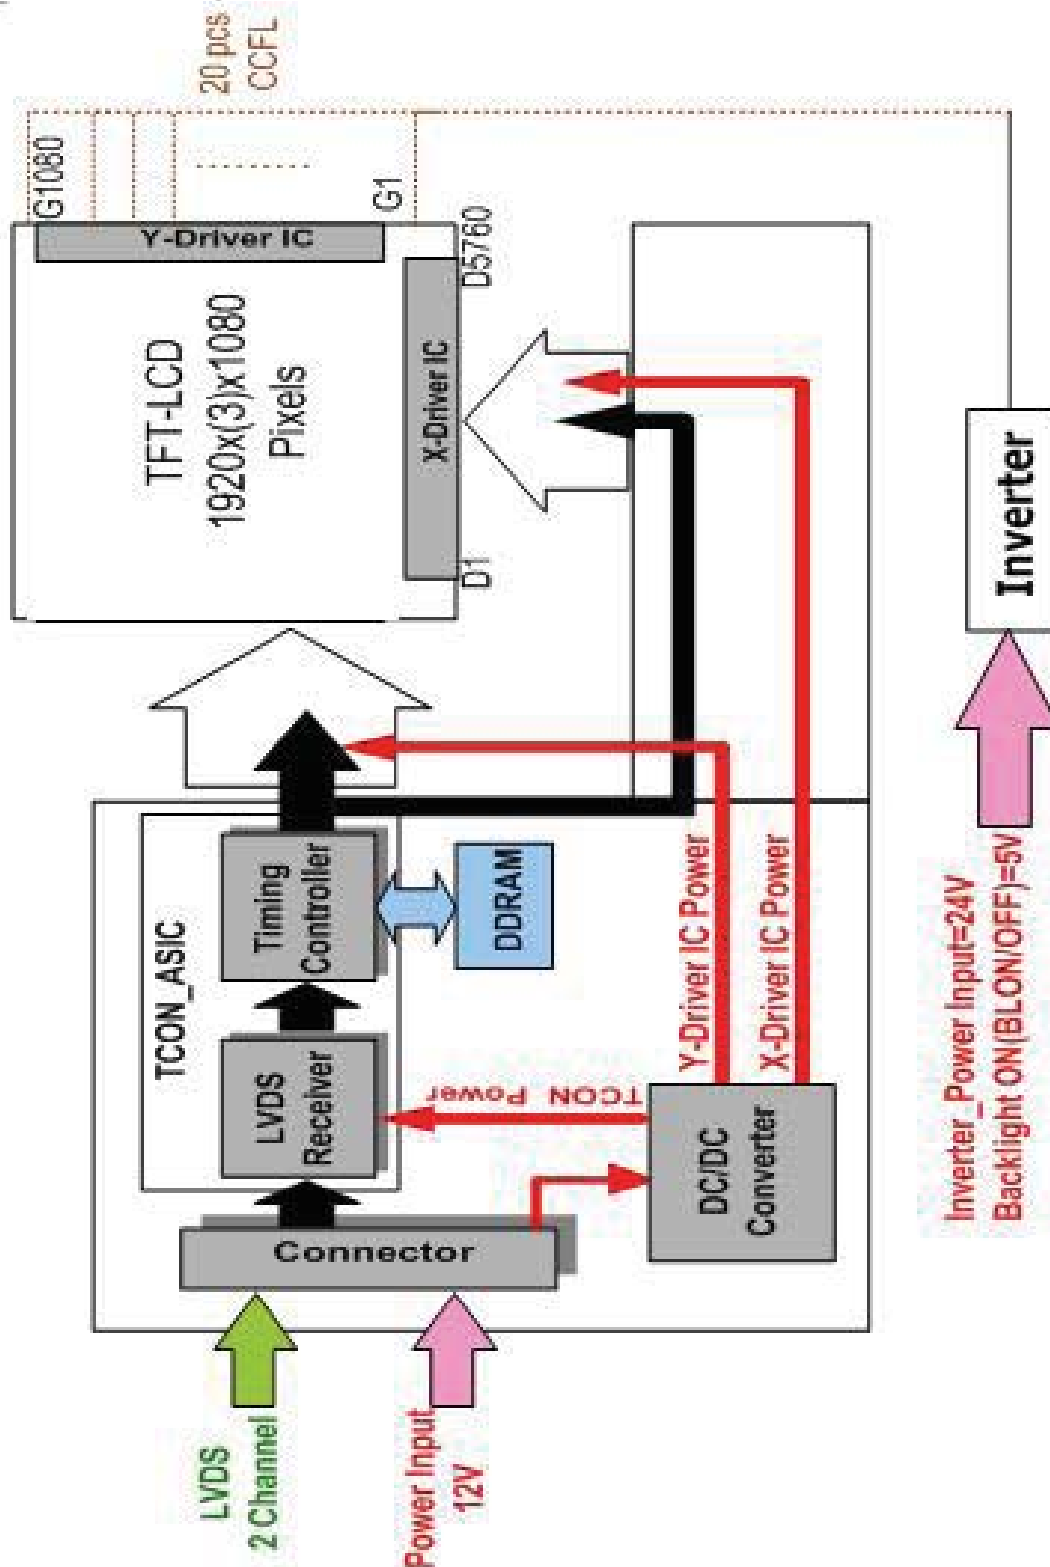 LVDS
2 Channel
Power Input
12V
Connector
TCON_ASIC
LVDS
Receiver
Timing
Controller
DDRAM
TCON Power
DC/DC
Converter
Y-Driver IC Power
X-Driver IC Power
TFT-LCD
1920x(3)x1080
Pixels
Y-Driver IC
G1080
G1
X-Driver IC
D1
D5760
20 pcs
CCFL
Inverter_Power Input=24V
Backlight ON(BLON/OFF)=5V
Inverter